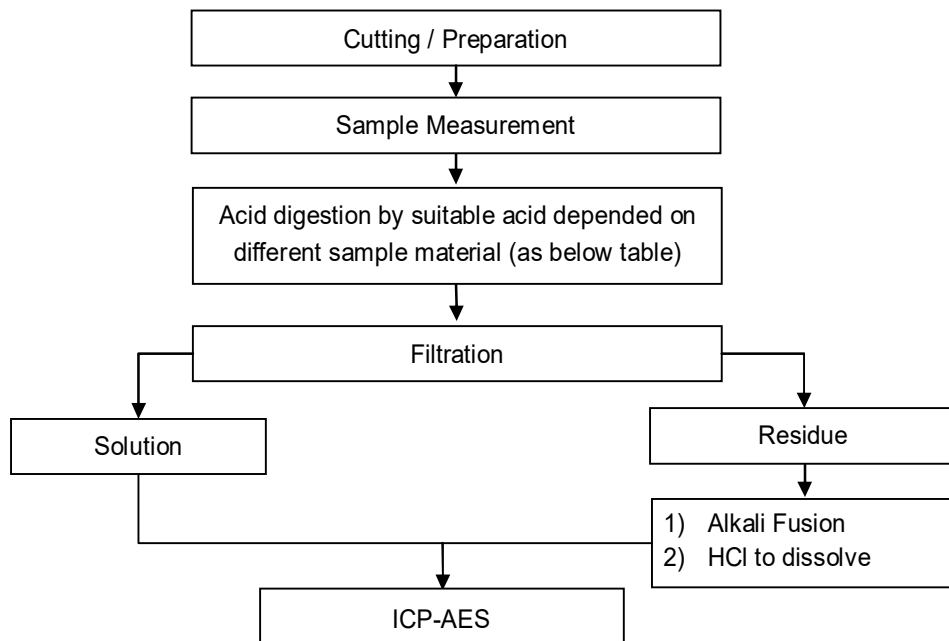 Cutting / Preparation
Sample Measurement
Acid digestion by suitable acid depended on
different sample material (as below table)
Filtration
Solution
Residue
1) Alkali Fusion
2) HCl to dissolve
ICP-AES